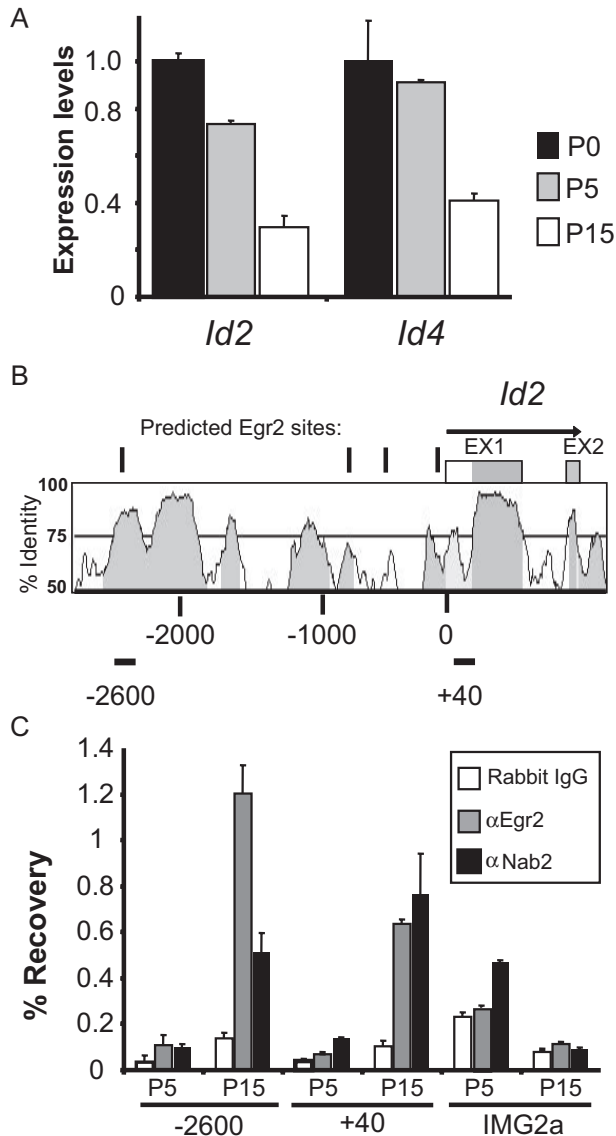 A
Expression levels
1.0
0.8
0.4
0
Id2
Id4
P0
P5
P15
B
Id2
Predicted Egr2 sites:
EX1
EX2
% Identity
100
75
50
-2000
-1000
0
-2600
+40
C
% Recovery
1.4
1.2
1
0.8
0.6
0.4
0.2
0
Rabbit IgG
αEgr2
αNab2
P5
P15
P5
P15
P5
P15
-2600
+40
IMG2a